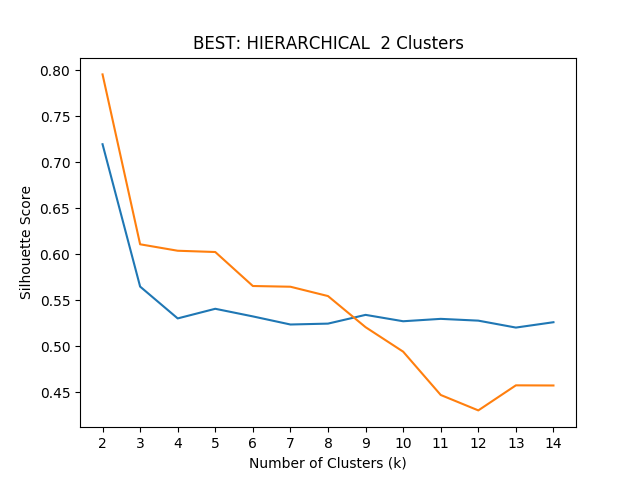 BEST: HIERARCHICAL  2 Clusters
0.80
0.75
0.70
0.65
0.60
0.55
0.50
0.45
Silhouette Score
2 3 4 5 6 7 8 9 10 11 12 13 14
Number of Clusters (k)